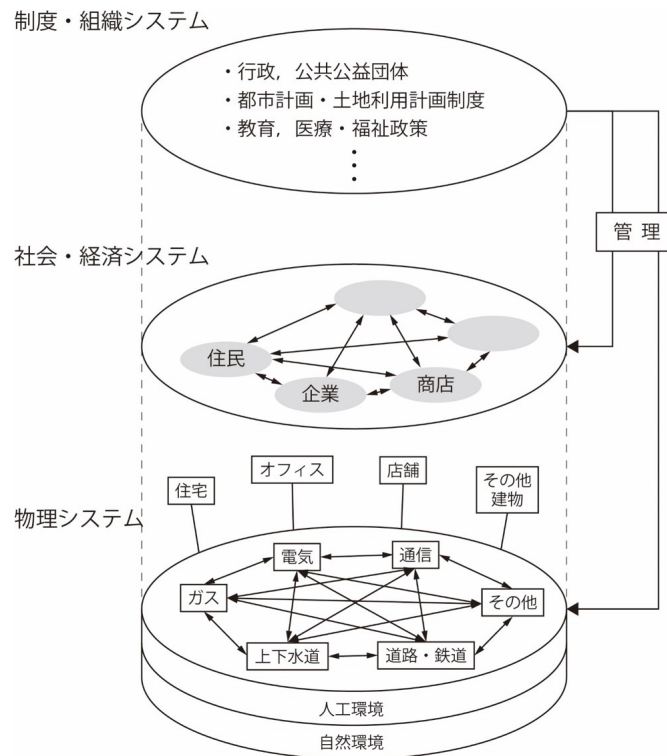 制度・組織システム
・行政，公共公益団体
・都市計画・土地利用計画制度
・教育，医療・福祉政策
管 理
社会・経済システム
住民
企業
商店
物理システム
住宅
オフィス
店舗
その他
建物
電気
通信
ガス
その他
上下水道
道路・鉄道
人工環境
自然環境